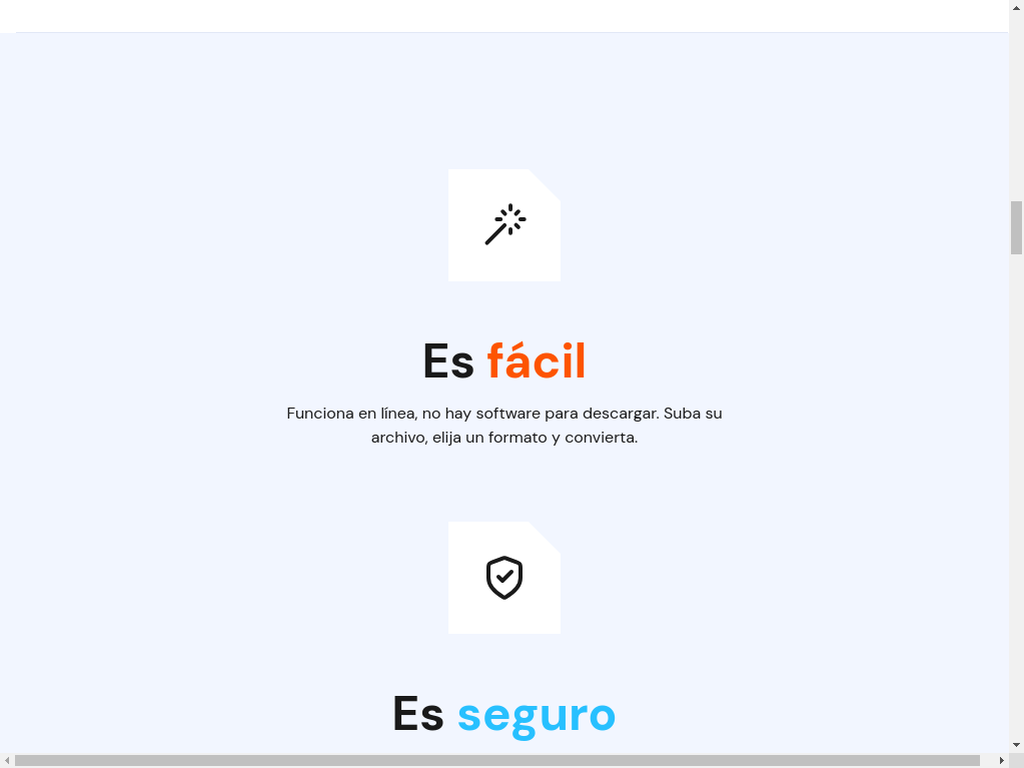 Es fácil
Funciona en línea, no hay software para descargar. Suba su
archivo, elija un formato y convierta.
Es seguro